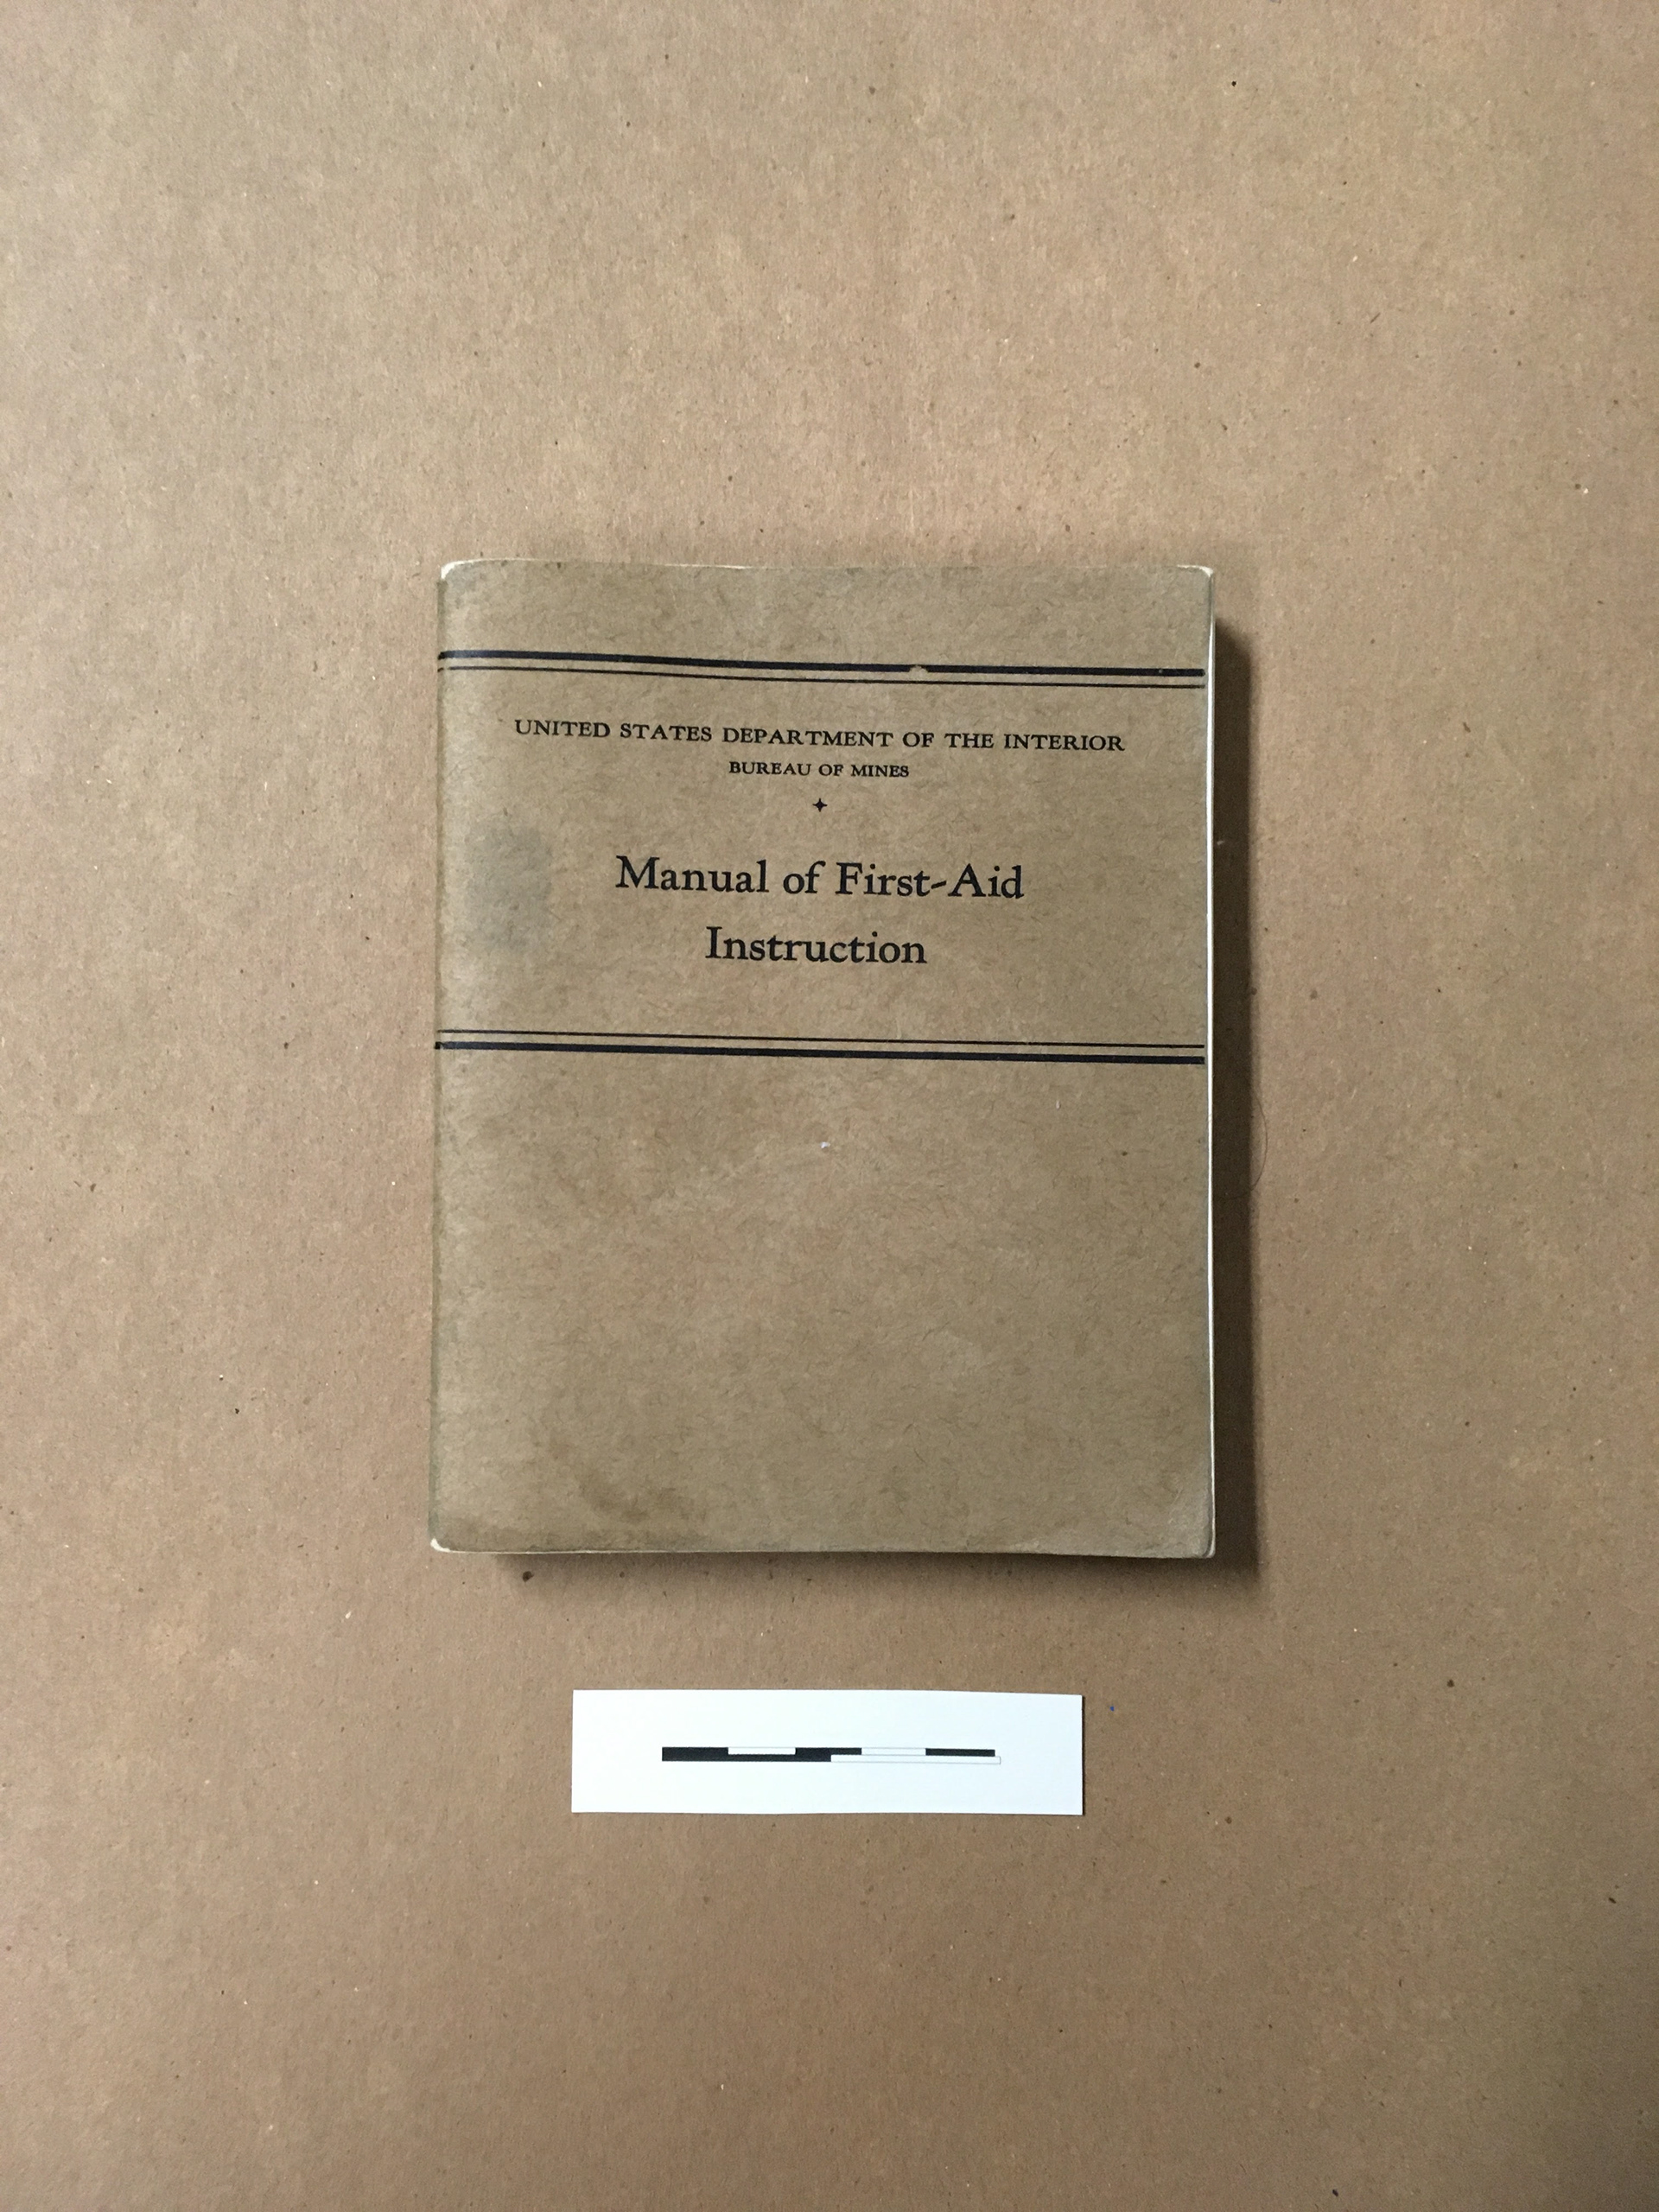 UNITED STATES DEPARTMENT OF THE INTERIOR
BUREAU OF MINES
Manual of First-Aid
Instruction